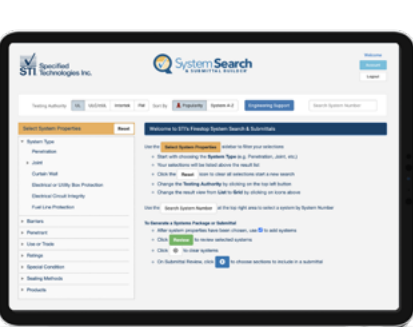 STI Specified
Technologies Inc.
System Search
& SUBMITTAL BUILDER
Welcome
Account
Logout
Testing Authority UL ULC/cUL Intertek FM Sort By Popularity System A-Z Engineering Support Search System Number
Select System Properties Reset
System Type
Penetration
Joint
Curtain Wall
Electrical or Utility Box Protection
Electrical Circuit Integrity
Fuel Line Protection
Barriers
Penetrant
Use or Trade
Ratings
Special Condition
Sealing Methods
Products
Welcome to STI's Firestop System Search & Submittals
Use the Select System Properties sidebar to filter your selections
Start with choosing the System Type (e.g. Penetration, Joint, etc.)
Your selections will be listed above the result list
Click the Reset icon to clear all selections start a new search
Change the Testing Authority by clicking on the top left button
Change the result view from List to Grid by clicking on icons above
Use the Search System Number at the top right area to select a system by System Number
To Generate a Systems Package or Submittal
After system properties have been chosen, use to add systems
Click Review to review selected systems
Click to clear systems
On Submittal Review, click to choose sections to include in a submittal